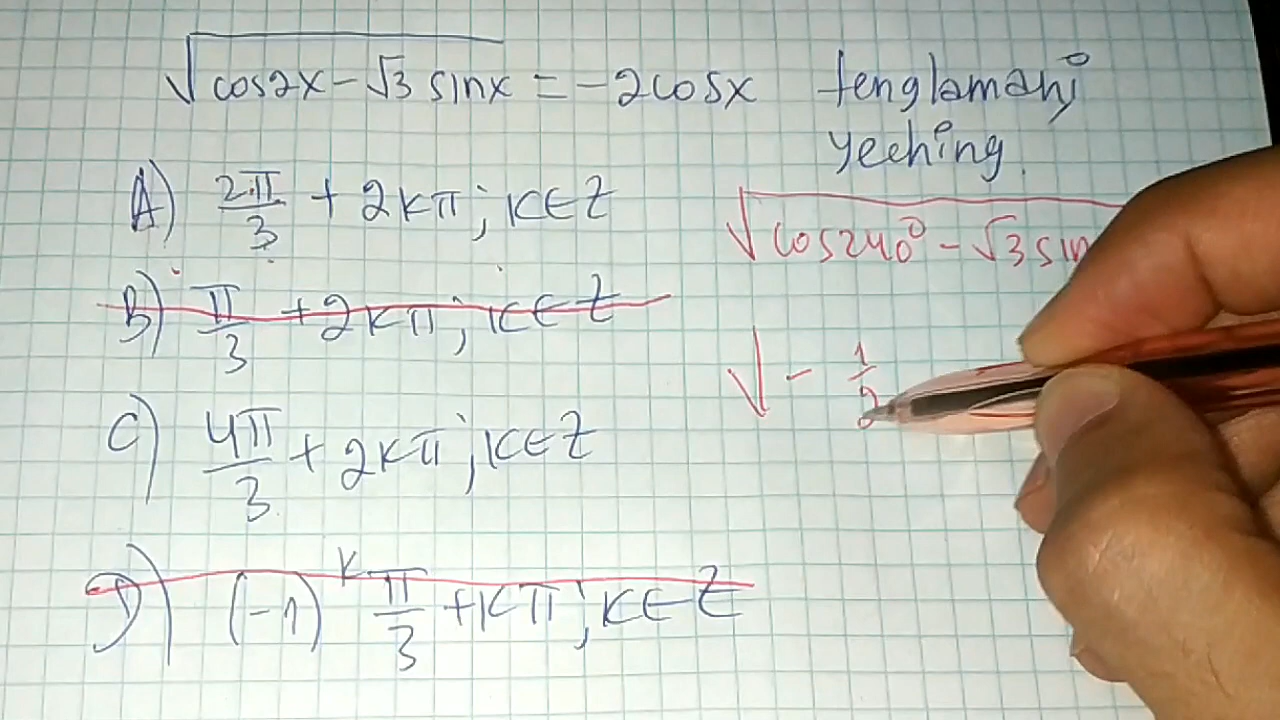 √cos2x − √3 sinx = −2cosx tenglamani
yeching.
A) 2π/3 + 2kπ; k∈Z
B) π/3 + 2kπ; k∈Z
C) 4π/3 + 2kπ; k∈Z
D) (−1)^k π/3 + kπ; k∈Z
√cos240° − √3 sin
√− 1/2